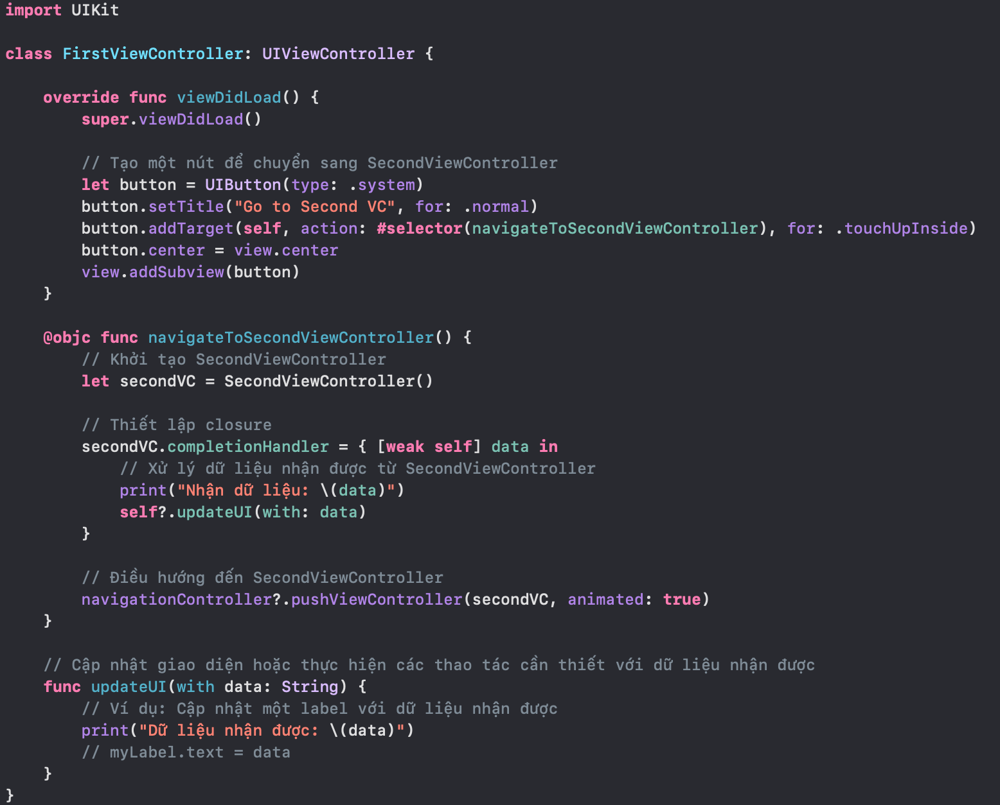 import UIKit
class FirstViewController: UIViewController {
override func viewDidLoad() {
super.viewDidLoad()
// Tạo một nút để chuyển sang SecondViewController
let button = UIButton(type: .system)
button.setTitle("Go to Second VC", for: .normal)
button.addTarget(self, action: #selector(navigateToSecondViewController), for: .touchUpInside)
button.center = view.center
view.addSubview(button)
}
@objc func navigateToSecondViewController() {
// Khởi tạo SecondViewController
let secondVC = SecondViewController()
// Thiết lập closure
secondVC.completionHandler = { [weak self] data in
// Xử lý dữ liệu nhận được từ SecondViewController
print("Nhận dữ liệu: \(data)")
self?.updateUI(with: data)
}
// Điều hướng đến SecondViewController
navigationController?.pushViewController(secondVC, animated: true)
}
// Cập nhật giao diện hoặc thực hiện các thao tác cần thiết với dữ liệu nhận được
func updateUI(with data: String) {
// Ví dụ: Cập nhật một label với dữ liệu nhận được
print("Dữ liệu nhận được: \(data)")
// myLabel.text = data
}
}